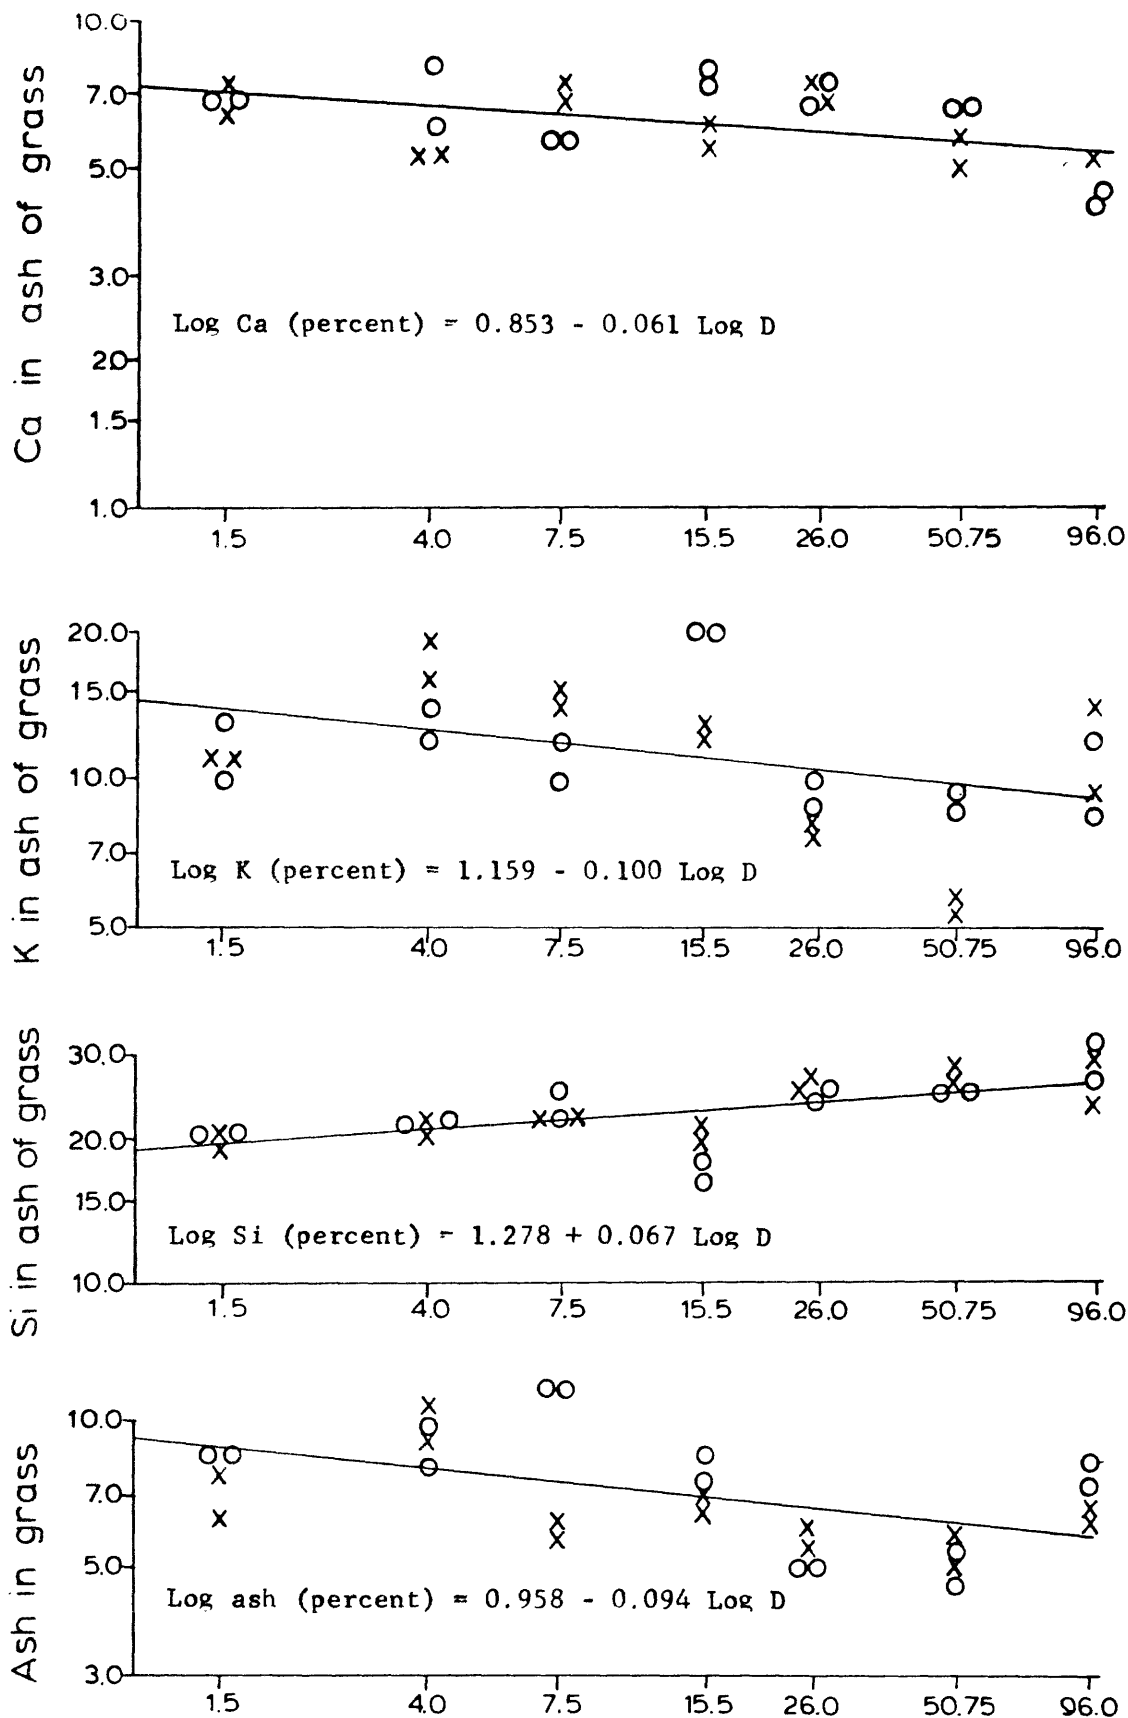 Ca in ash of grass
10.0
7.0
5.0
3.0
20
1.5
1.0
Log Ca (percent) = 0.853 - 0.061 Log D
1.5 4.0 7.5 15.5 26.0 50.75 96.0
K in ash of grass
20.0
15.0
10.0
7.0
5.0
Log K (percent) = 1.159 - 0.100 Log D
1.5 4.0 7.5 15.5 26.0 50.75 96.0
Si in ash of grass
30.0
20.0
15.0
10.0
Log Si (percent) = 1.278 + 0.067 Log D
1.5 4.0 7.5 15.5 26.0 50.75 96.0
Ash in grass
10.0
7.0
5.0
3.0
Log ash (percent) = 0.958 - 0.094 Log D
1.5 4.0 7.5 15.5 26.0 50.75 96.0